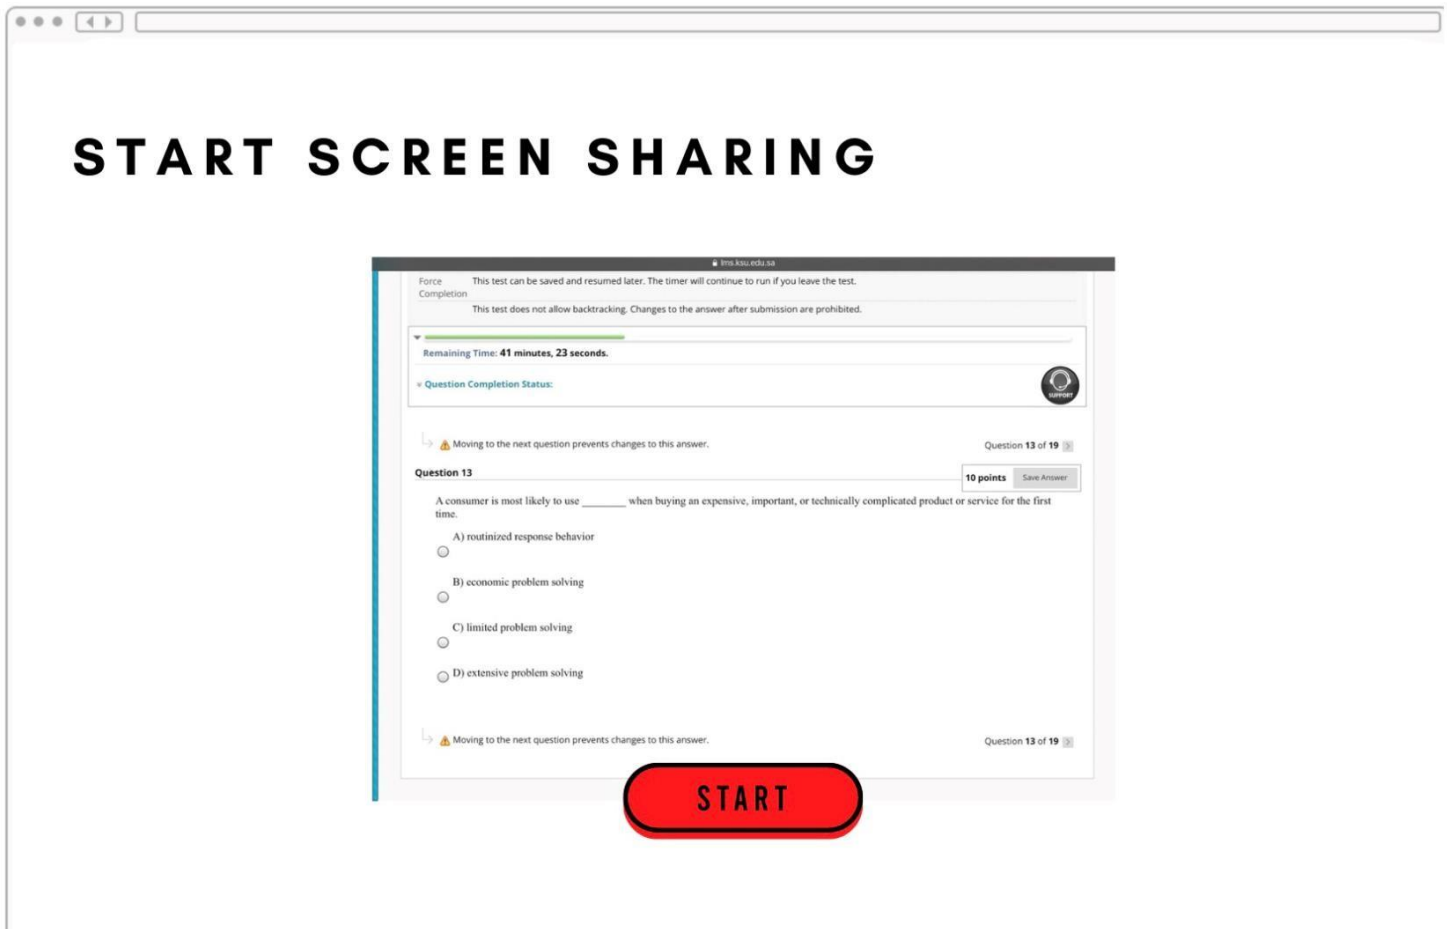 START SCREEN SHARING
lms.ksu.edu.sa
Force
Completion
This test can be saved and resumed later. The timer will continue to run if you leave the test.
This test does not allow backtracking. Changes to the answer after submission are prohibited.
Remaining Time: 41 minutes, 23 seconds.
Question Completion Status:
SUPPORT
Moving to the next question prevents changes to this answer.
Question 13 of 19
Question 13
10 points
Save Answer
A consumer is most likely to use ________ when buying an expensive, important, or technically complicated product or service for the first
time.
A) routinized response behavior
B) economic problem solving
C) limited problem solving
D) extensive problem solving
Moving to the next question prevents changes to this answer.
Question 13 of 19
START